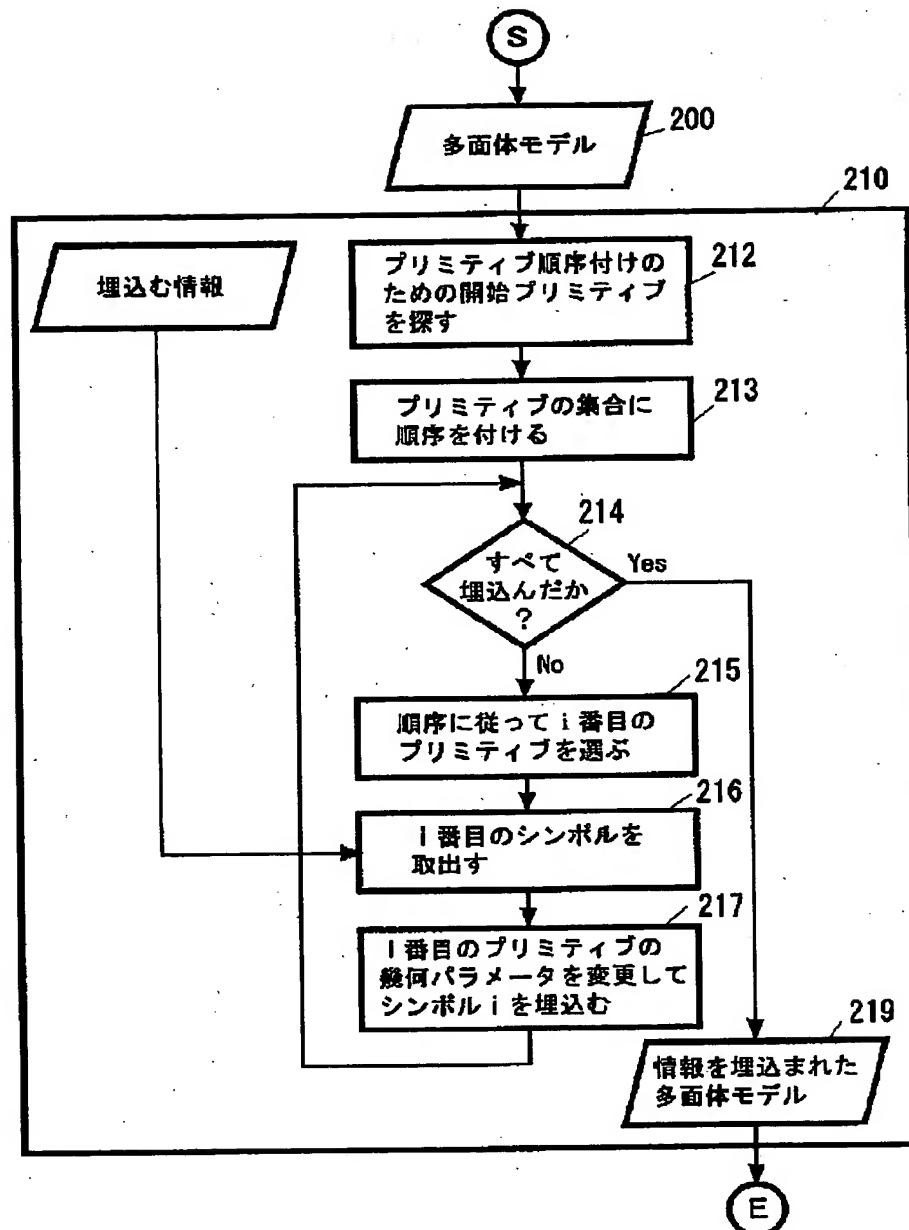 S
多面体モデル
200
210
埋込む情報
プリミティブ順序付けの
ための開始プリミティブ
を探す
212
プリミティブの集合に
順序を付ける
213
214
すべて
埋込んだか
?
Yes
No
215
順序に従って i 番目の
プリミティブを選ぶ
216
i 番目のシンボルを
取出す
217
i 番目のプリミティブの
幾何パラメータを変更して
シンボル i を埋込む
219
情報を埋込まれた
多面体モデル
E